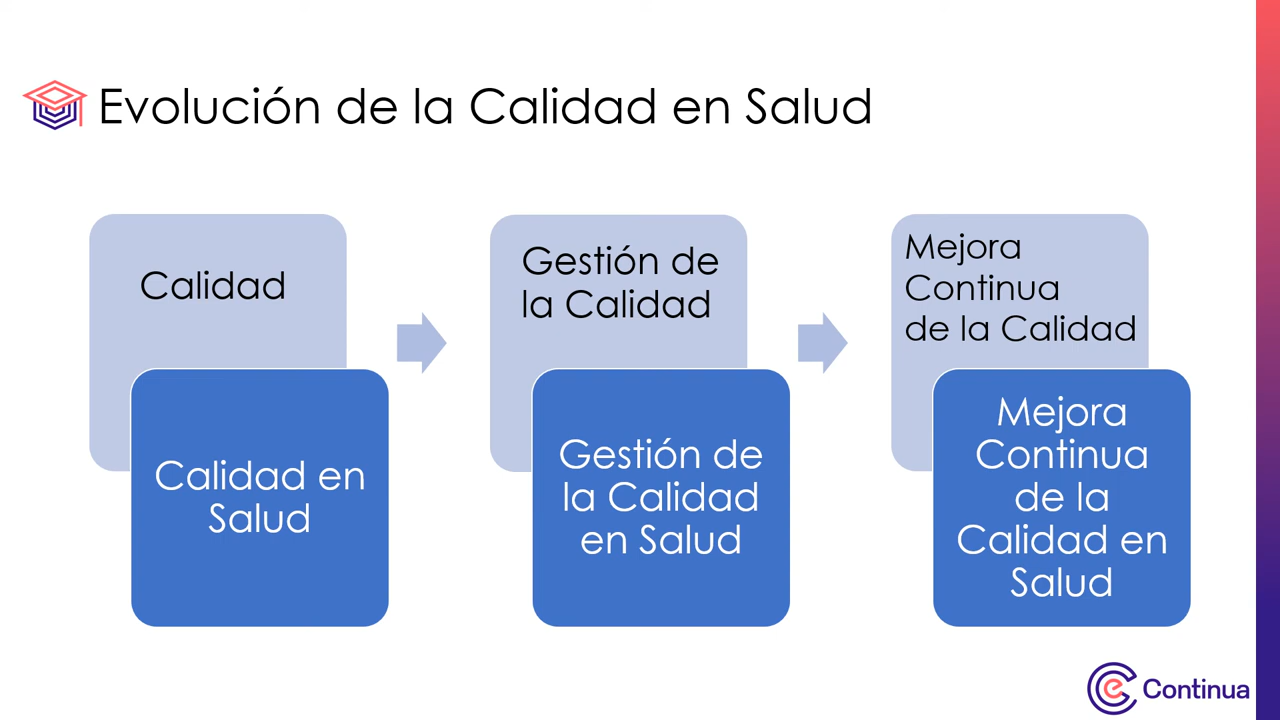 Evolución de la Calidad en Salud
Calidad
Calidad en
Salud
Gestión de
la Calidad
Gestión de
la Calidad
en Salud
Mejora
Continua
de la Calidad
Mejora
Continua
de la
Calidad en
Salud
e Continua